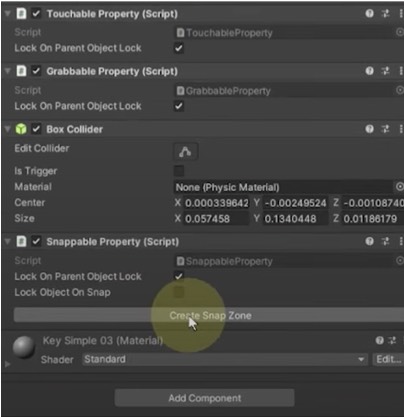 Touchable Property (Script)
Script TouchableProperty
Lock On Parent Object Lock
Grabbable Property (Script)
Script GrabbableProperty
Lock On Parent Object Lock
Box Collider
Edit Collider
Is Trigger
Material None (Physic Material)
Center X 0.000339642 Y -0.00249524 Z -0.00108740
Size X 0.057458 Y 0.1340448 Z 0.01186179
Snappable Property (Script)
Script SnappableProperty
Lock On Parent Object Lock
Lock Object On Snap
Create Snap Zone
Key Simple 03 (Material)
Shader Standard Edit...
Add Component